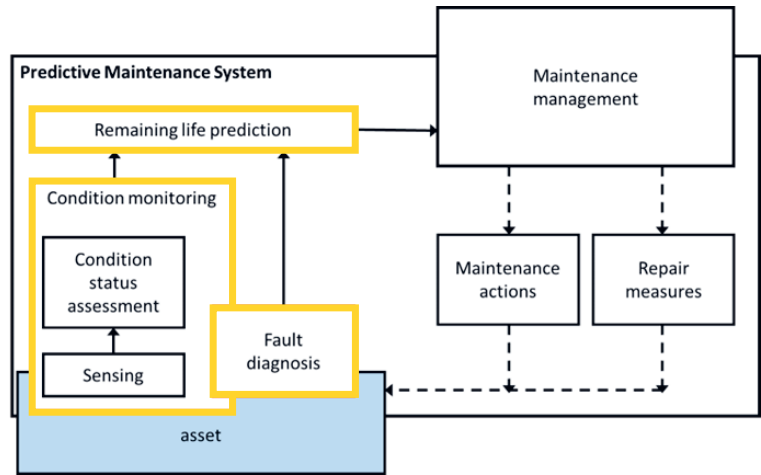 Predictive Maintenance System
Maintenance
management
Remaining life prediction
Condition monitoring
Condition
status
assessment
Sensing
Fault
diagnosis
Maintenance
actions
Repair
measures
asset